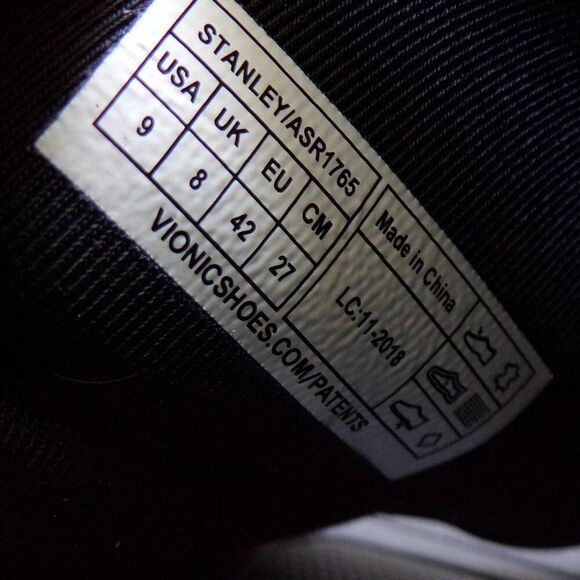 STANLEY/ASR1765
USA UK EU CM
9 8 42 27
VIONICSHOES.COM/PATENTS
Made in China
LC:11-2018